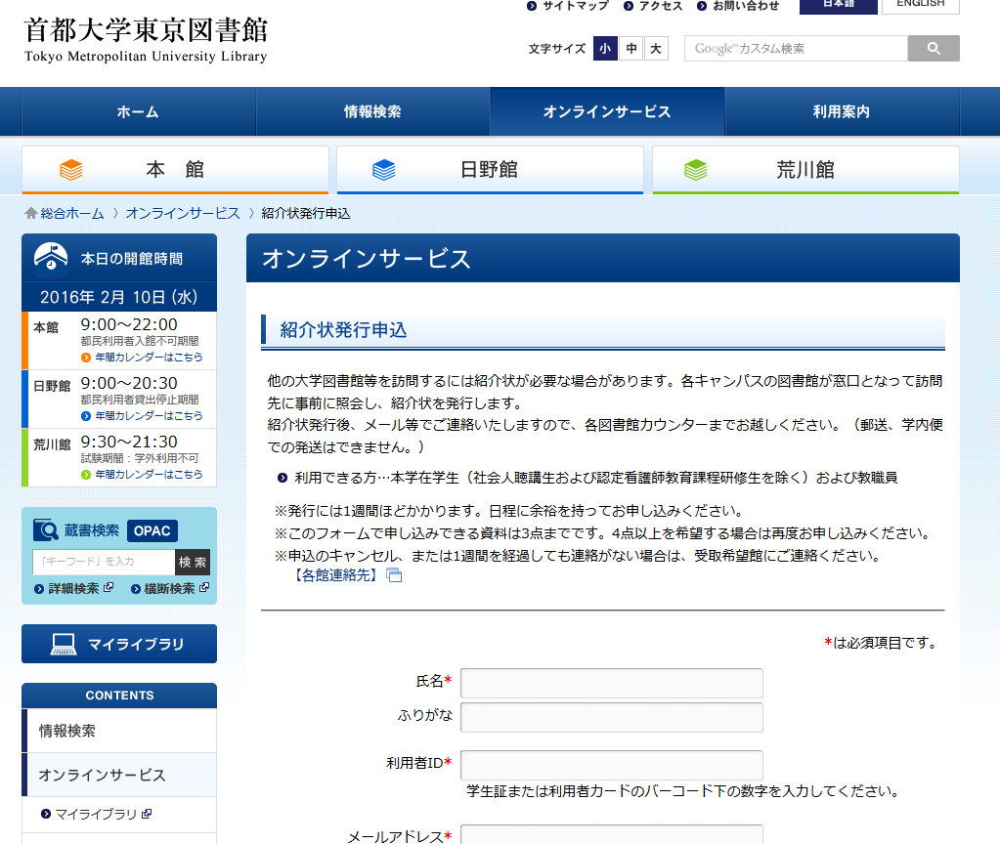 首都大学東京図書館
Tokyo Metropolitan University Library
サイトマップ アクセス お問い合わせ 日本語 ENGLISH
文字サイズ 小 中 大 Google™カスタム検索
ホーム 情報検索 オンラインサービス 利用案内
本 館 日野館 荒川館
総合ホーム 〉 オンラインサービス 〉 紹介状発行申込
本日の開館時間
2016年 2月 10日 (水)
本館 9:00～22:00
都民利用者入館不可期間
年間カレンダーはこちら
日野館 9:00～20:30
都民利用者貸出停止期間
年間カレンダーはこちら
荒川館 9:30～21:30
試験期間：学外利用不可
年間カレンダーはこちら
蔵書検索 OPAC
「キーワード」を入力 検 索
詳細検索 横断検索
マイライブラリ
CONTENTS
情報検索
オンラインサービス
マイライブラリ
オンラインサービス
紹介状発行申込
他の大学図書館等を訪問するには紹介状が必要な場合があります。各キャンパスの図書館が窓口となって訪問
先に事前に照会し、紹介状を発行します。
紹介状発行後、メール等でご連絡いたしますので、各図書館カウンターまでお越しください。（郵送、学内便
での発送はできません。）
利用できる方…本学在学生（社会人聴講生および認定看護師教育課程研修生を除く）および教職員
※発行には1週間ほどかかります。日程に余裕を持ってお申し込みください。
※このフォームで申し込みできる資料は3点までです。4点以上を希望する場合は再度お申し込みください。
※申込のキャンセル、または1週間を経過しても連絡がない場合は、受取希望館にご連絡ください。
【各館連絡先】
*は必須項目です。
氏名*
ふりがな
利用者ID*
学生証または利用者カードのバーコード下の数字を入力してください。
メールアドレス*